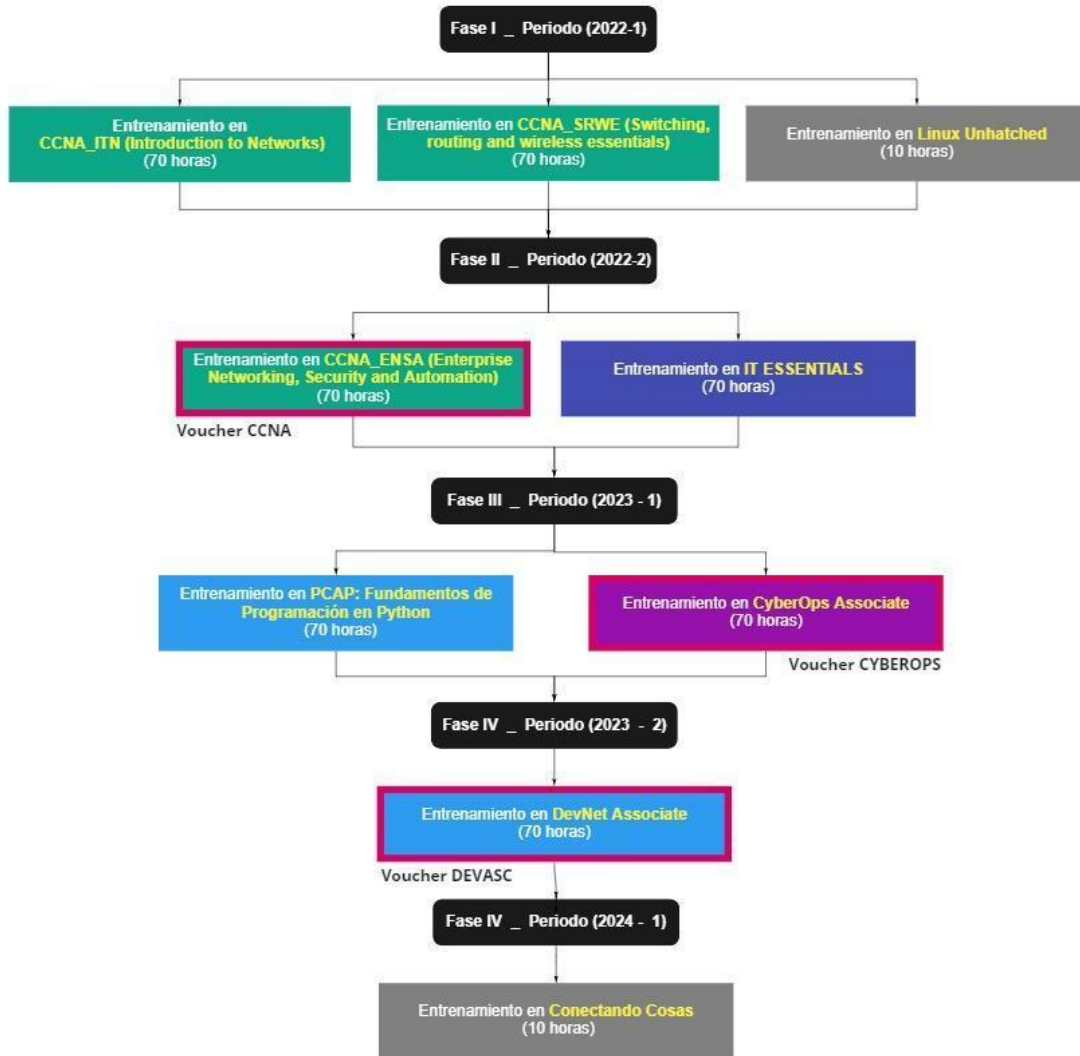 Fase I _ Periodo (2022-1)
Entrenamiento en
CCNA_ITN (Introduction to Networks)
(70 horas)
Entrenamiento en CCNA_SRWE (Switching,
routing and wireless essentials)
(70 horas)
Entrenamiento en Linux Unhatched
(10 horas)
Fase II _ Periodo (2022-2)
Entrenamiento en CCNA_ENSA (Enterprise
Networking, Security and Automation)
(70 horas)
Voucher CCNA
Entrenamiento en IT ESSENTIALS
(70 horas)
Fase III _ Periodo (2023 - 1)
Entrenamiento en PCAP: Fundamentos de
Programación en Python
(70 horas)
Entrenamiento en CyberOps Associate
(70 horas)
Voucher CYBEROPS
Fase IV _ Periodo (2023 - 2)
Entrenamiento en DevNet Associate
(70 horas)
Voucher DEVASC
Fase IV _ Periodo (2024 - 1)
Entrenamiento en Conectando Cosas
(10 horas)